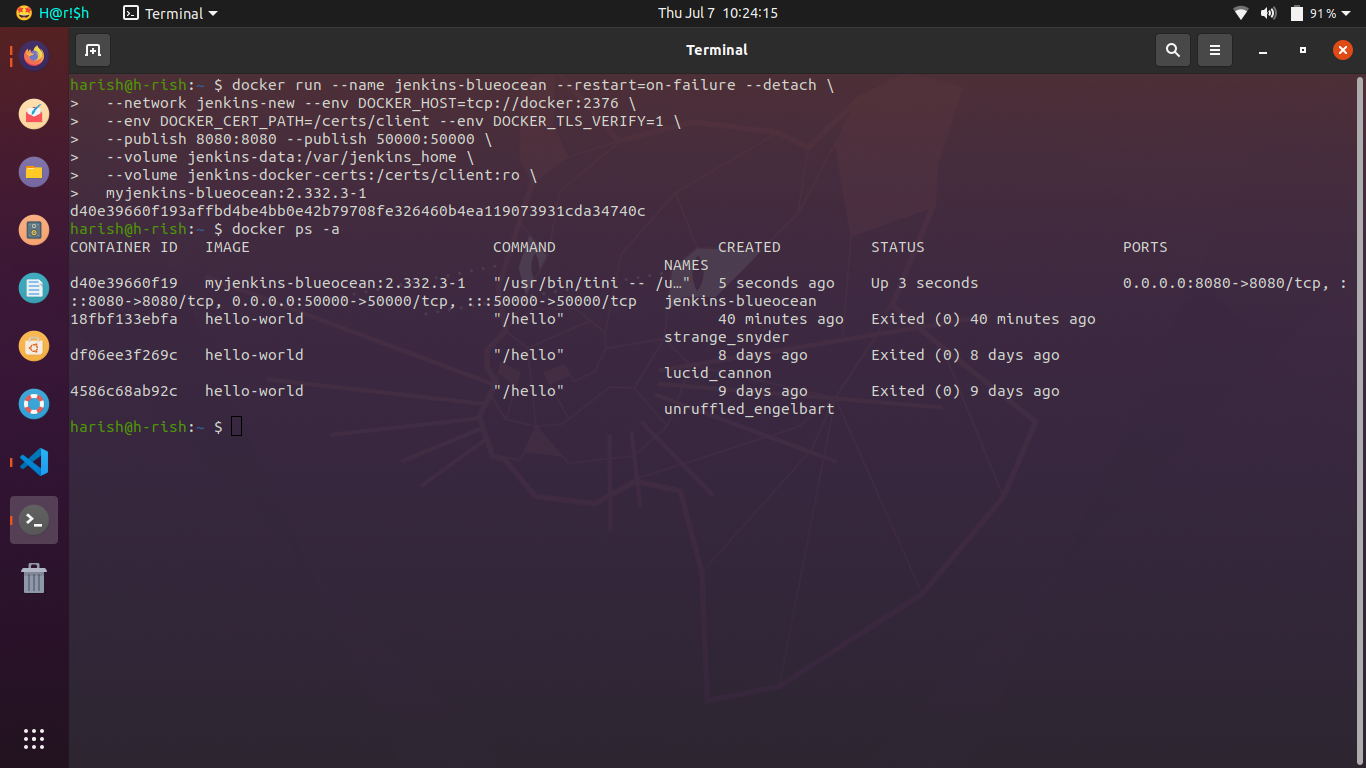 H@r!$h Terminal Thu Jul 7 10:24:15 91%
Terminal
harish@h-rish:~ $ docker run --name jenkins-blueocean --restart=on-failure --detach \
>   --network jenkins-new --env DOCKER_HOST=tcp://docker:2376 \
>   --env DOCKER_CERT_PATH=/certs/client --env DOCKER_TLS_VERIFY=1 \
>   --publish 8080:8080 --publish 50000:50000 \
>   --volume jenkins-data:/var/jenkins_home \
>   --volume jenkins-docker-certs:/certs/client:ro \
>   myjenkins-blueocean:2.332.3-1
d40e39660f193affbd4be4bb0e42b79708fe326460b4ea119073931cda34740c
harish@h-rish:~ $ docker ps -a
CONTAINER ID   IMAGE                           COMMAND                  CREATED          STATUS                      PORTS
NAMES
d40e39660f19   myjenkins-blueocean:2.332.3-1   "/usr/bin/tini -- /u…"   5 seconds ago    Up 3 seconds                0.0.0.0:8080->8080/tcp, :
::8080->8080/tcp, 0.0.0.0:50000->50000/tcp, :::50000->50000/tcp   jenkins-blueocean
18fbf133ebfa   hello-world                     "/hello"                 40 minutes ago   Exited (0) 40 minutes ago
strange_snyder
df06ee3f269c   hello-world                     "/hello"                 8 days ago       Exited (0) 8 days ago
lucid_cannon
4586c68ab92c   hello-world                     "/hello"                 9 days ago       Exited (0) 9 days ago
unruffled_engelbart
harish@h-rish:~ $